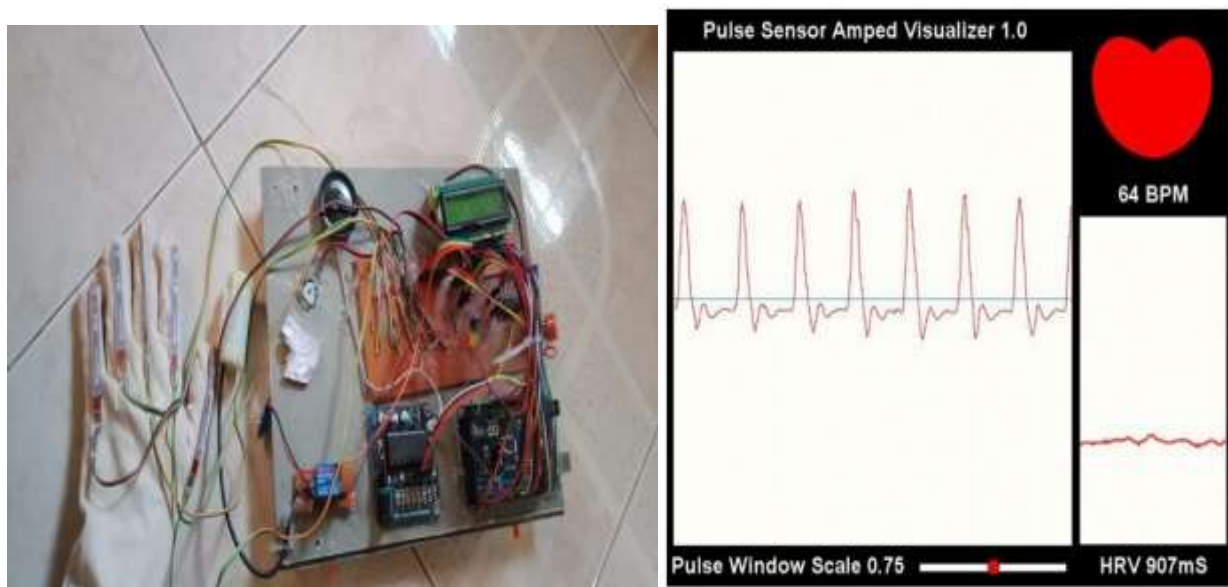 Pulse Sensor Amped Visualizer 1.0
64 BPM
Pulse Window Scale 0.75
HRV 907mS